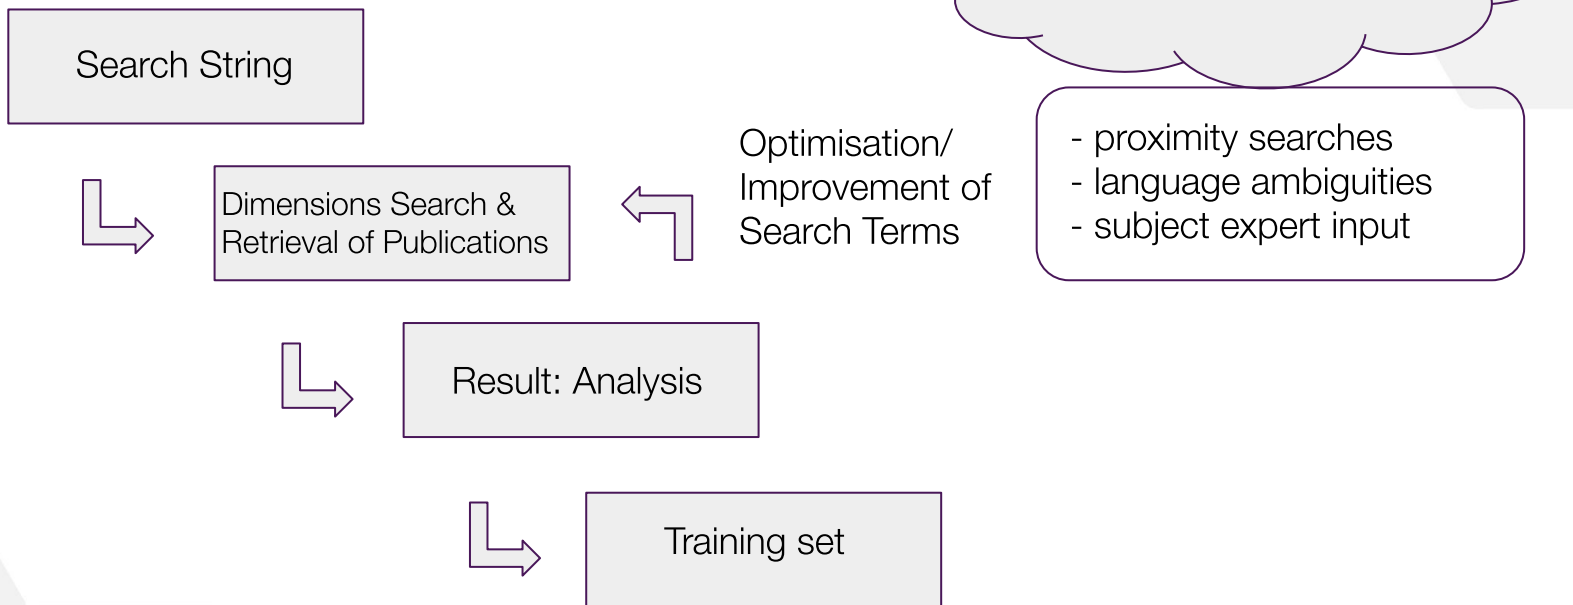 Search String
Dimensions Search &
Retrieval of Publications
Optimisation/
Improvement of
Search Terms
- proximity searches
- language ambiguities
- subject expert input
Result: Analysis
Training set